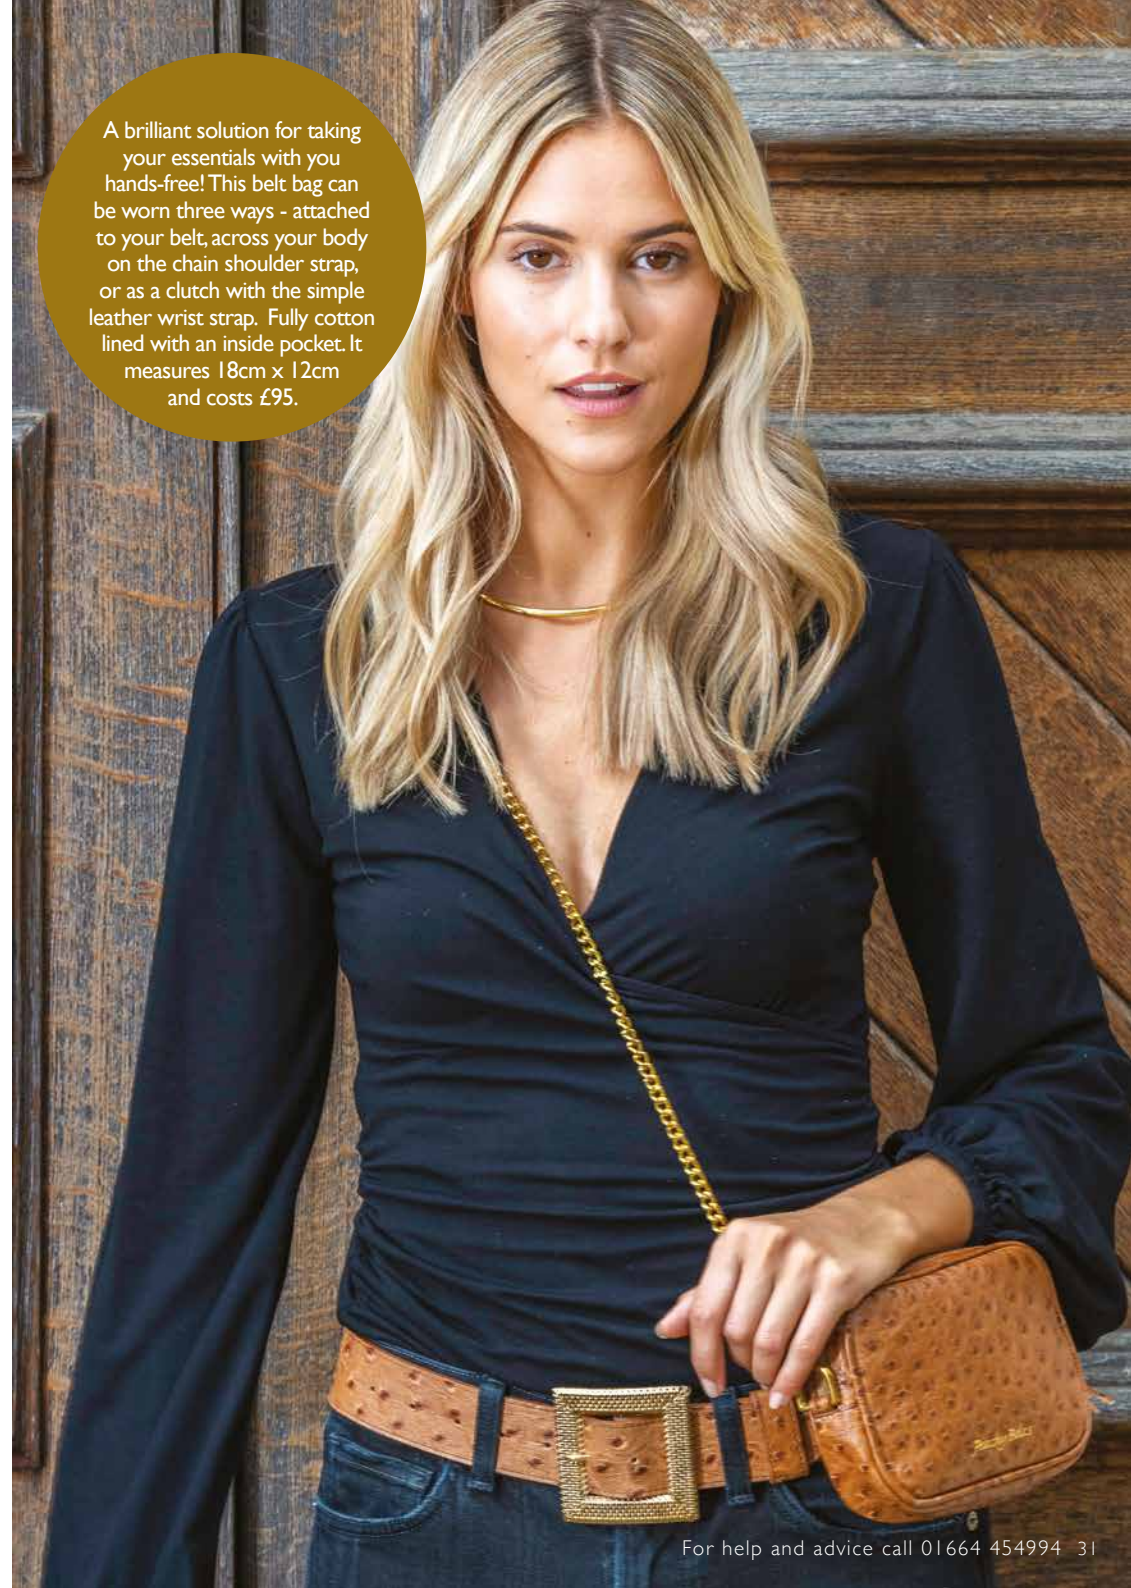 A brilliant solution for taking
your essentials with you
hands-free! This belt bag can
be worn three ways - attached
to your belt, across your body
on the chain shoulder strap,
or as a clutch with the simple
leather wrist strap.  Fully cotton
lined with an inside pocket. It
measures 18cm x 12cm
and costs £95.
For help and advice call 01664 454994  31